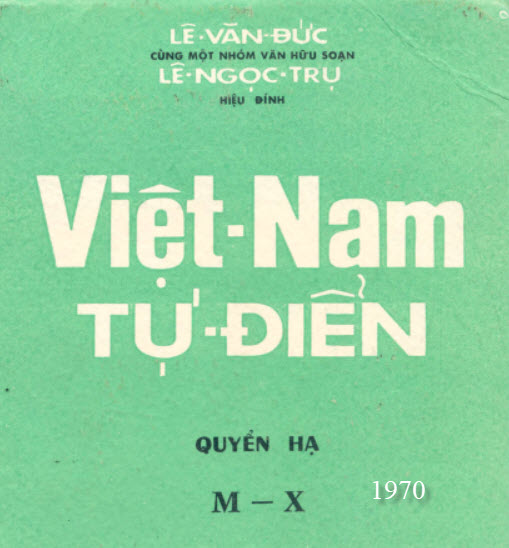 LÊ·VĂN·ĐỨC
CÙNG MỘT NHÓM VĂN HỮU SOẠN
LÊ·NGỌC·TRỤ
HIỆU ĐÍNH
Việt-Nam
TỰ-ĐIỂN
QUYỂN HẠ
M — X
1970